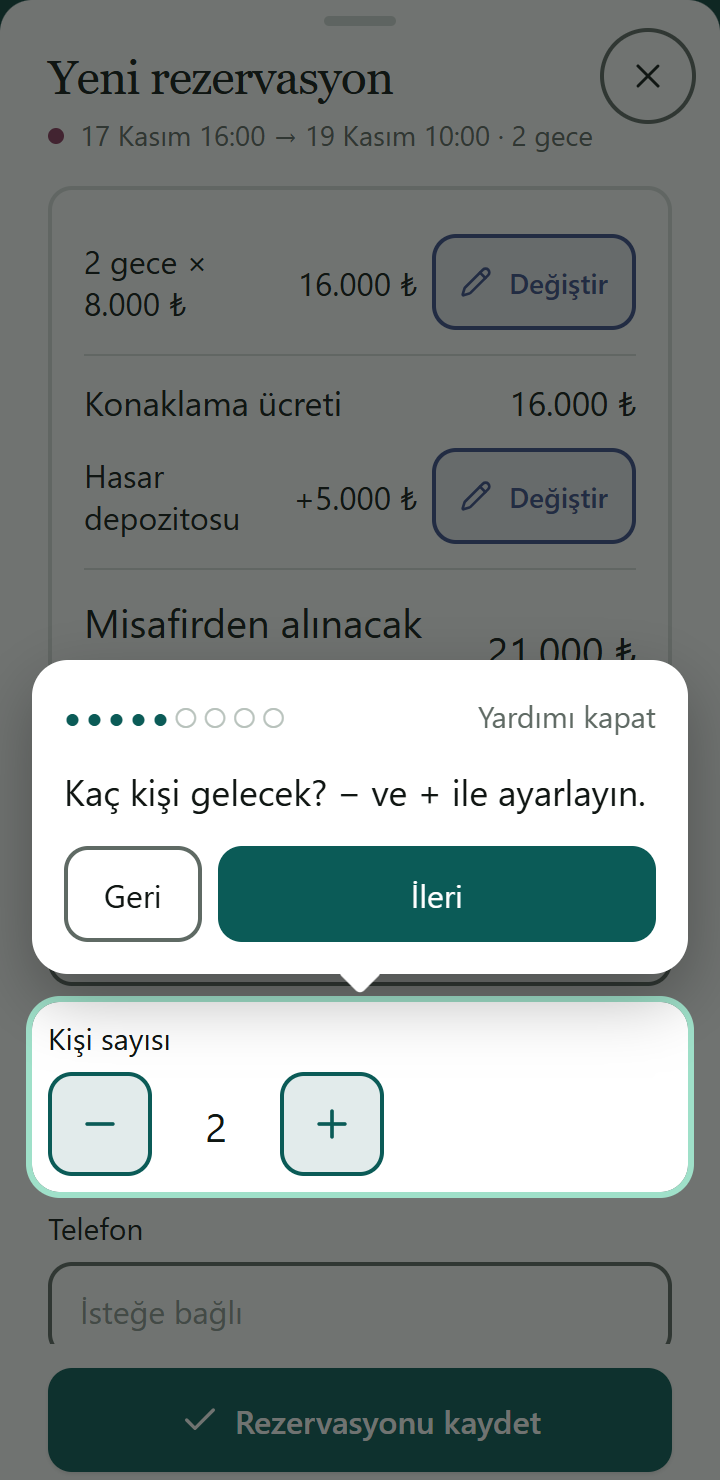 Yeni rezervasyon
17 Kasım 16:00 → 19 Kasım 10:00 · 2 gece
2 gece ×
8.000 ₺
16.000 ₺
Değiştir
Konaklama ücreti
16.000 ₺
Hasar
depozitosu
+5.000 ₺
Değiştir
Misafirden alınacak
21.000 ₺
Yardımı kapat
Kaç kişi gelecek? − ve + ile ayarlayın.
Geri
İleri
Kişi sayısı
− 2 +
Telefon
İsteğe bağlı
Rezervasyonu kaydet